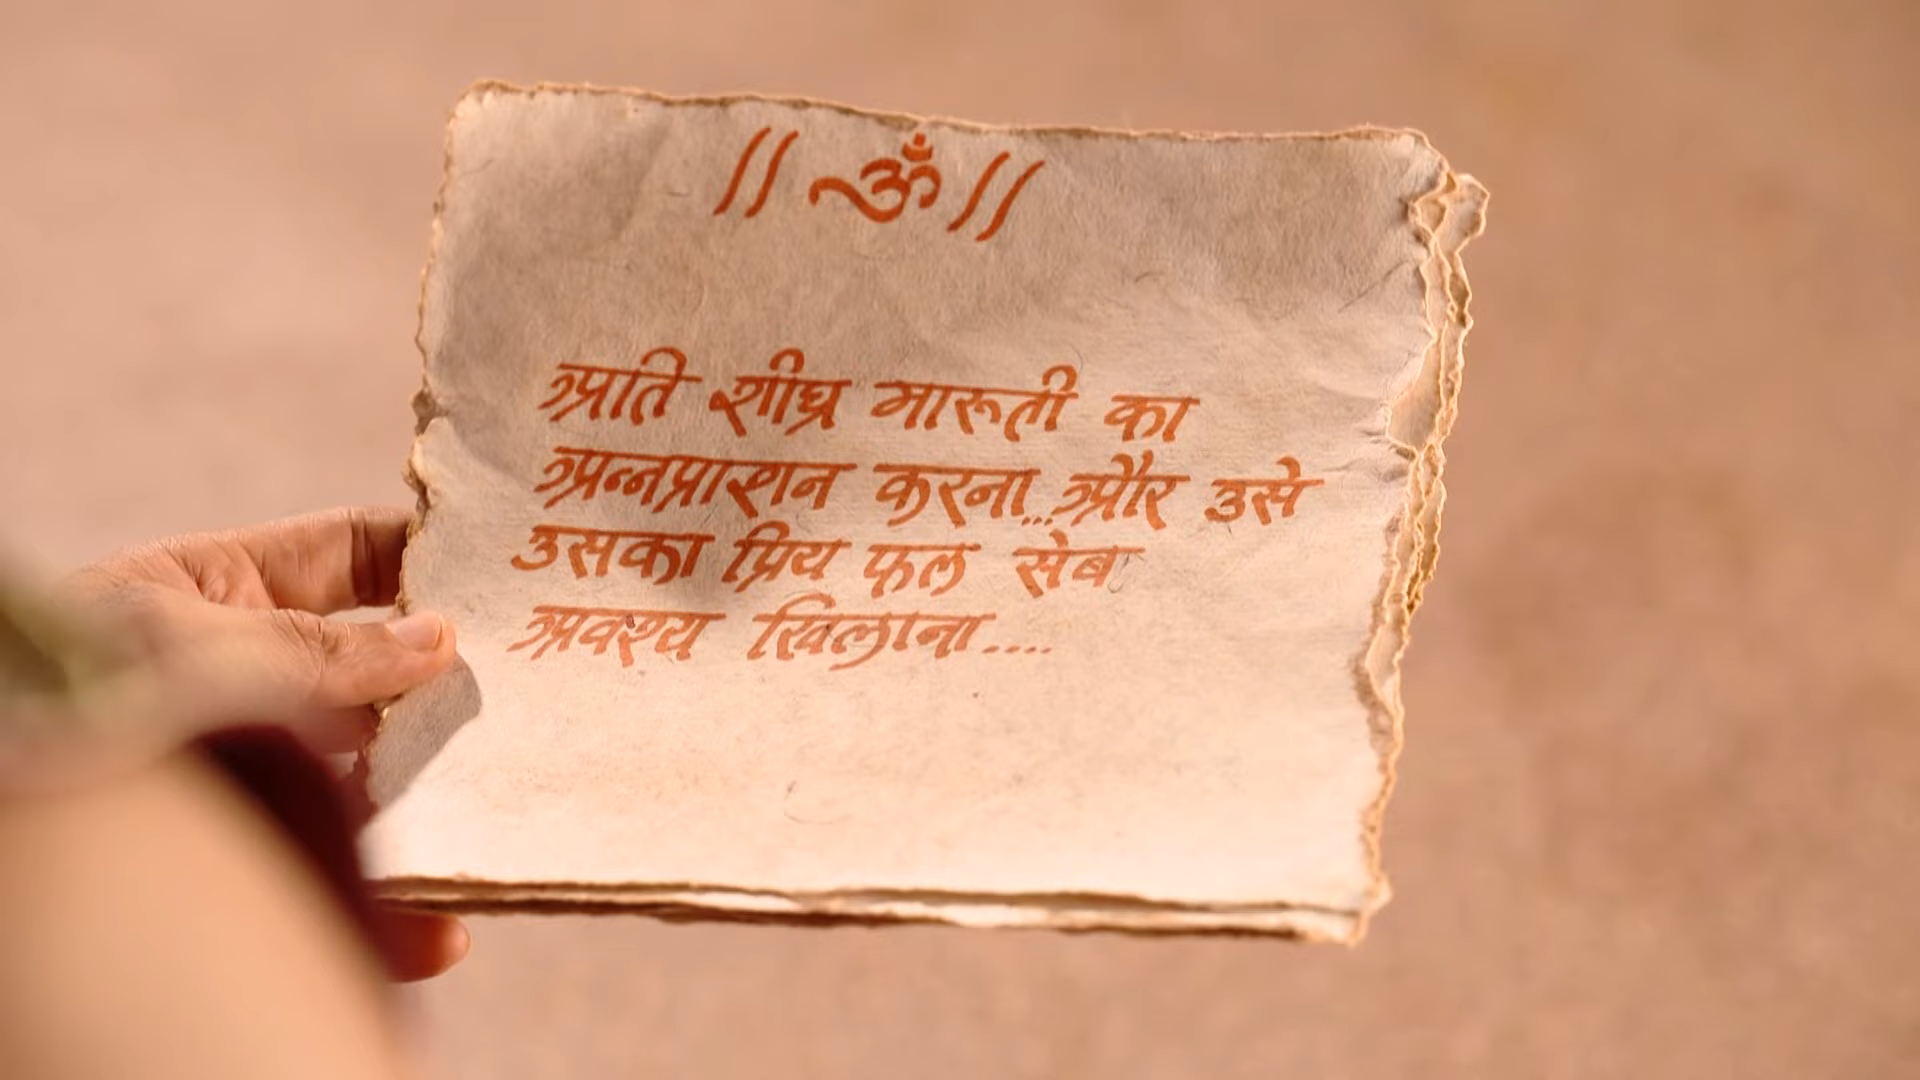 ॥ ॐ ॥
अति शीघ्र मारूती का
अन्नप्राशन करना...और उसे
उसका प्रिय फल सेब
अवश्य खिलाना....